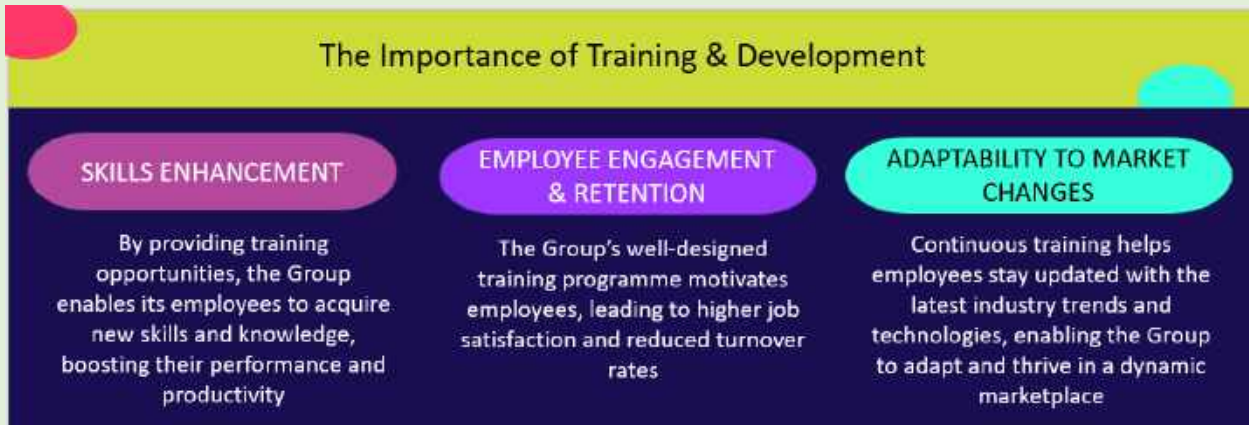 The Importance of Training & Development
SKILLS ENHANCEMENT
By providing training
opportunities, the Group
enables its employees to acquire
new skills and knowledge,
boosting their performance and
productivity
EMPLOYEE ENGAGEMENT
& RETENTION
The Group’s well-designed
training programme motivates
employees, leading to higher job
satisfaction and reduced turnover
rates
ADAPTABILITY TO MARKET
CHANGES
Continuous training helps
employees stay updated with the
latest industry trends and
technologies, enabling the Group
to adapt and thrive in a dynamic
marketplace